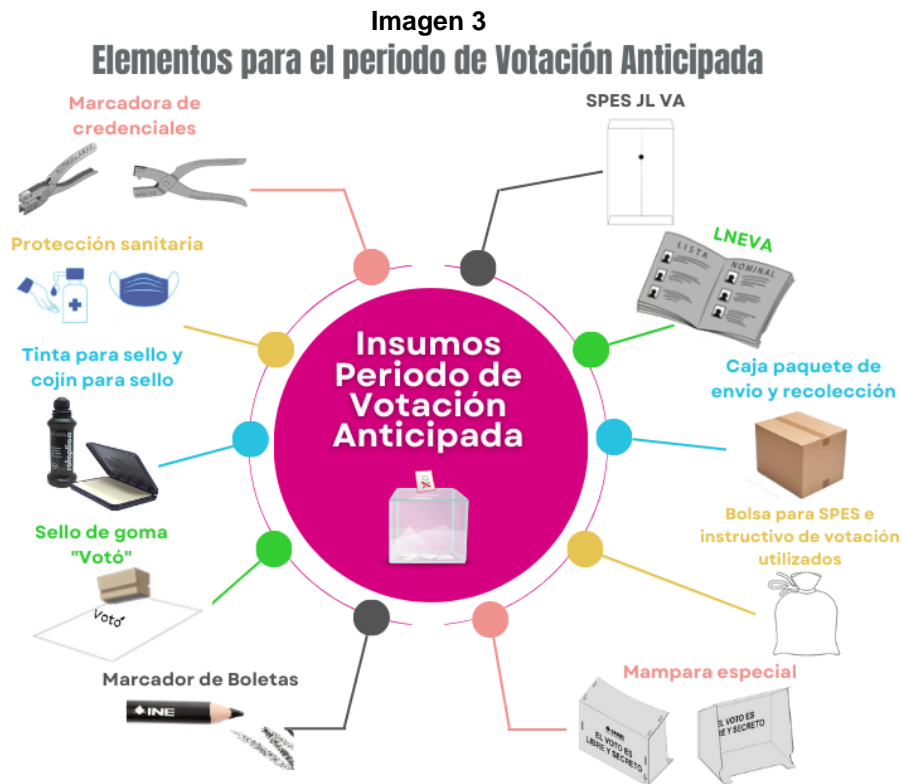 Imagen 3
Elementos para el periodo de Votación Anticipada
Marcadora de
credenciales
SPES JL VA
Protección sanitaria
LNEVA
LISTA
NOMINAL
Tinta para sello y
cojín para sello
Insumos
Periodo de
Votación
Anticipada
Caja paquete de
envio y recolección
Sello de goma
"Votó"
Votó
Bolsa para SPES e
instructivo de votación
utilizados
Marcador de Boletas
INE
Mampara especial
INE
EL VOTO ES
LIBRE Y SECRETO
EL VOTO ES
BRE Y SECRETO